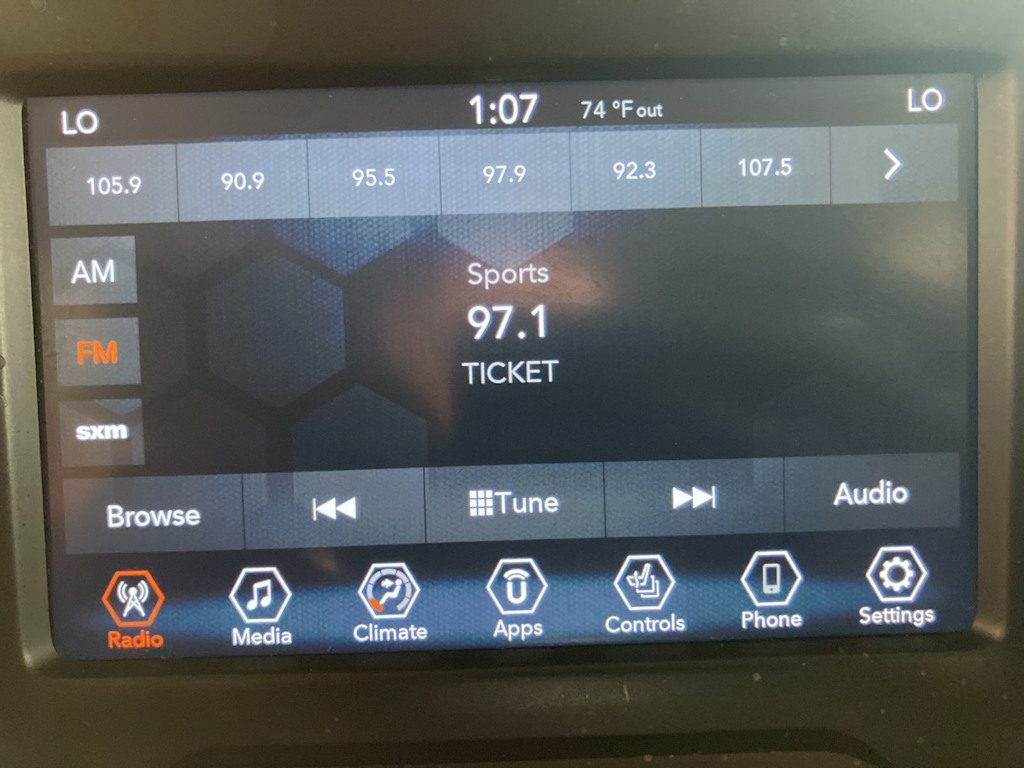 LO 1:07 74 °F out LO
105.9 90.9 95.5 97.9 92.3 107.5
AM
FM
sxm
Sports
97.1
TICKET
Browse Tune Audio
Radio Media Climate Apps Controls Phone Settings